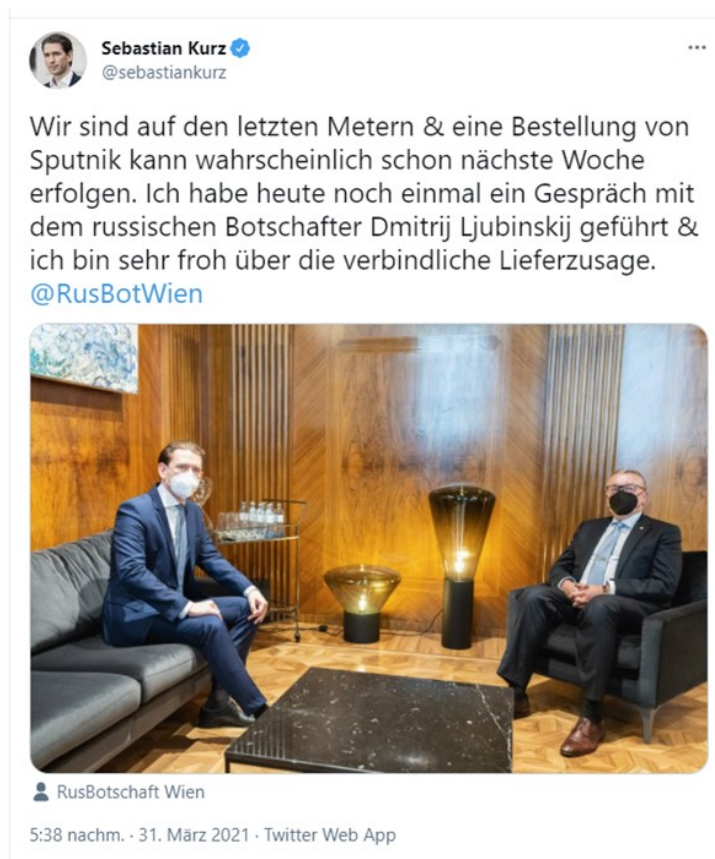 Sebastian Kurz
@sebastiankurz
Wir sind auf den letzten Metern & eine Bestellung von
Sputnik kann wahrscheinlich schon nächste Woche
erfolgen. Ich habe heute noch einmal ein Gespräch mit
dem russischen Botschafter Dmitrij Ljubinskij geführt &
ich bin sehr froh über die verbindliche Lieferzusage.
@RusBotWien
RusBotschaft Wien
5:38 nachm. · 31. März 2021 · Twitter Web App